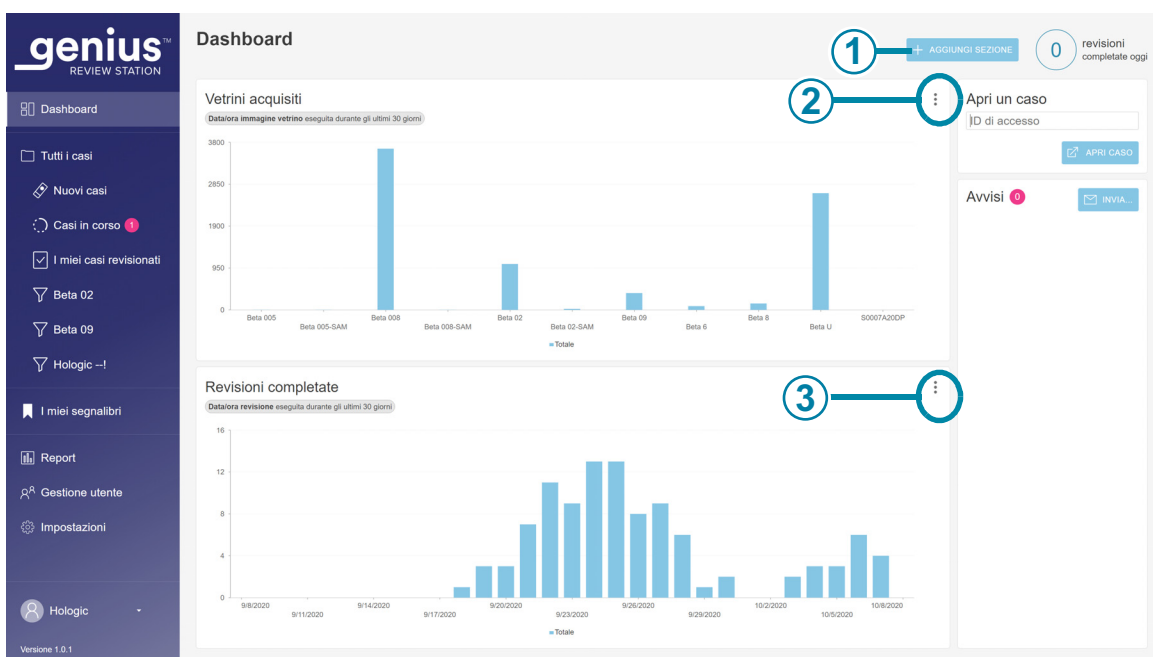 genius™
REVIEW STATION
Dashboard
Tutti i casi
Nuovi casi
Casi in corso 1
I miei casi revisionati
Beta 02
Beta 09
Hologic --!
I miei segnalibri
Report
Gestione utente
Impostazioni
Hologic
Versione 1.0.1
Dashboard
1
+ AGGIUNGI SEZIONE
0
revisioni
completate oggi
Vetrini acquisiti
2
Data/ora immagine vetrino eseguita durante gli ultimi 30 giorni
3800
2850
1900
950
0
Beta 005
Beta 005-SAM
Beta 008
Beta 008-SAM
Beta 02
Beta 02-SAM
Beta 09
Beta 6
Beta 8
Beta U
S0007A20DP
Totale
Revisioni completate
3
Data/ora revisione eseguita durante gli ultimi 30 giorni
16
12
8
4
0
9/8/2020
9/11/2020
9/14/2020
9/17/2020
9/20/2020
9/23/2020
9/26/2020
9/29/2020
10/2/2020
10/5/2020
10/8/2020
Totale
Apri un caso
ID di accesso
APRI CASO
Avvisi 0
INVIA...